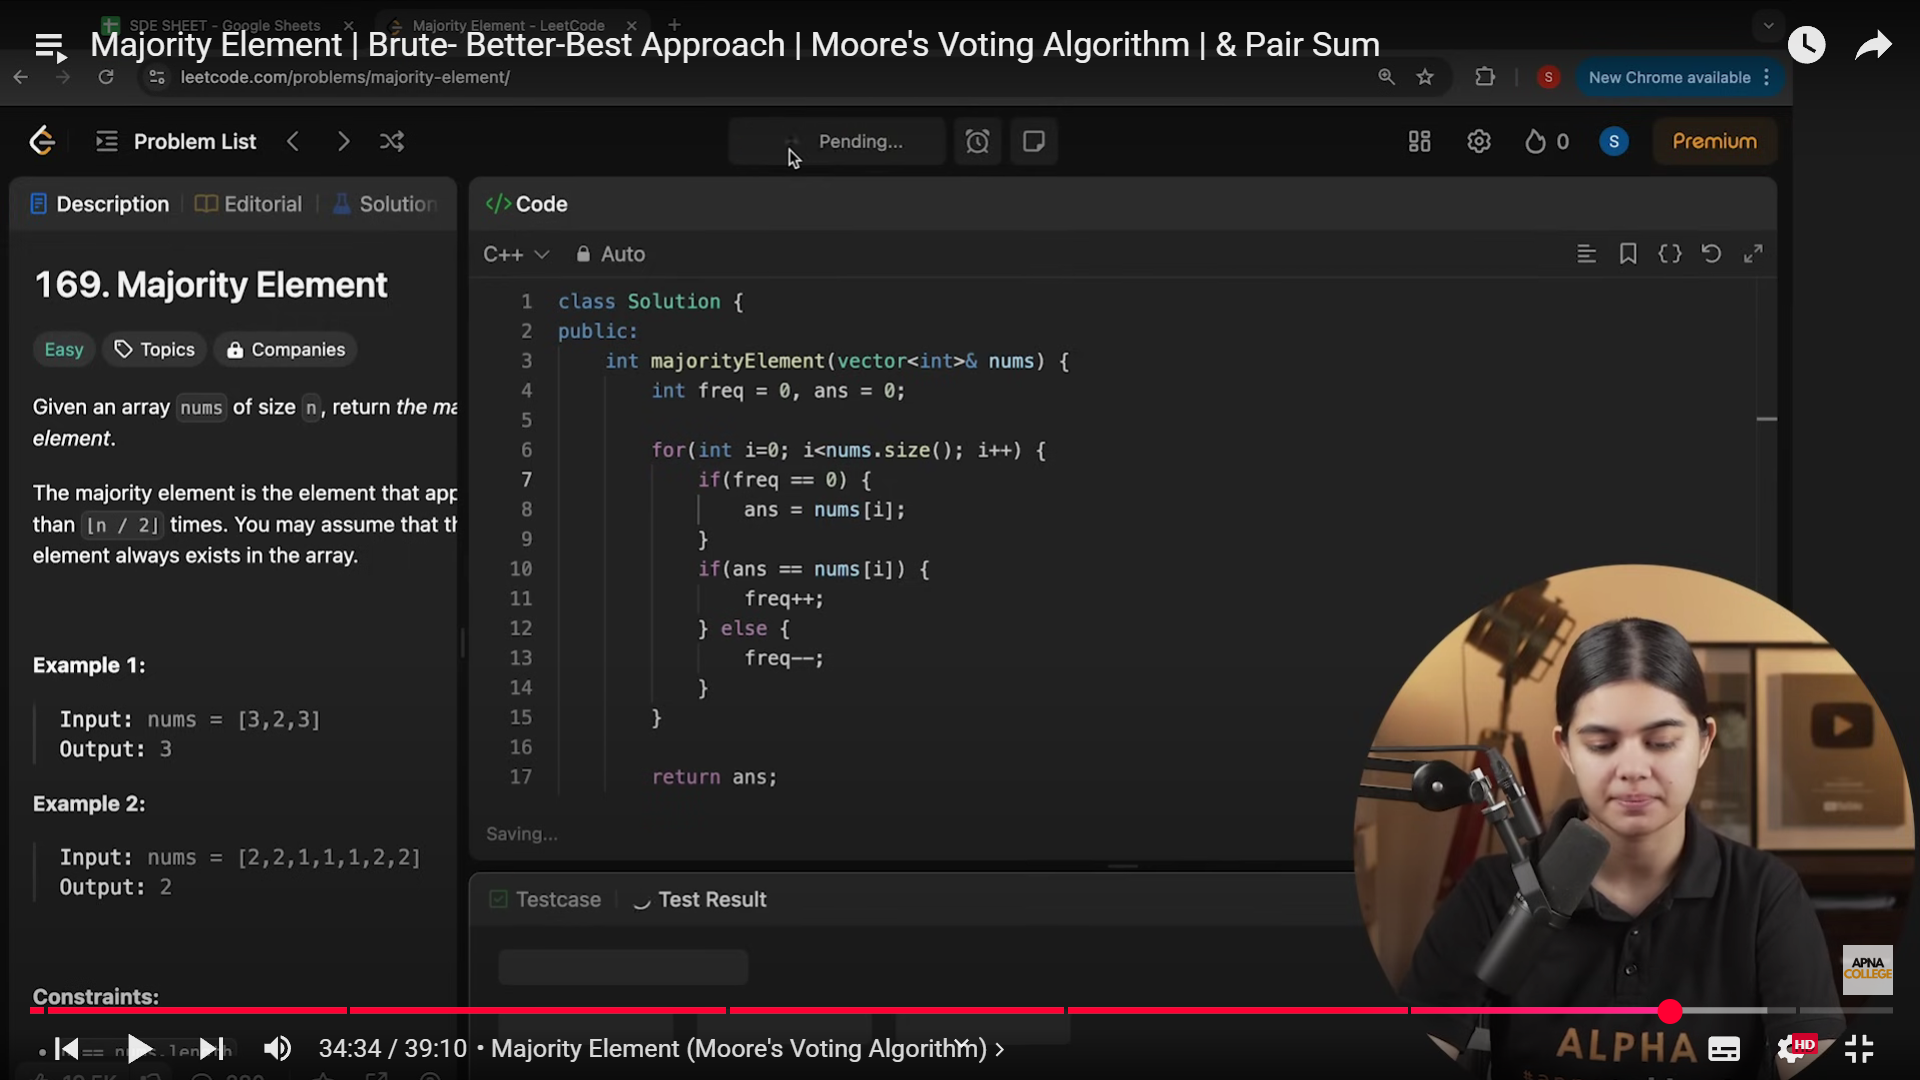 SDE SHEET - Google Sheets
Majority Element - LeetCode
Majority Element | Brute- Better-Best Approach | Moore's Voting Algorithm | & Pair Sum
leetcode.com/problems/majority-element/
S
New Chrome available
Problem List
Pending...
0
S
Premium
Description
Editorial
Solution
</> Code
C++
Auto
169. Majority Element
Easy
Topics
Companies
Given an array nums of size n, return the ma
element.
The majority element is the element that app
than ⌊n / 2⌋ times. You may assume that th
element always exists in the array.
Example 1:
Input: nums = [3,2,3]
Output: 3
Example 2:
Input: nums = [2,2,1,1,1,2,2]
Output: 2
Constraints:
1 class Solution {
2 public:
3 int majorityElement(vector<int>& nums) {
4 int freq = 0, ans = 0;
5
6 for(int i=0; i<nums.size(); i++) {
7 if(freq == 0) {
8 ans = nums[i];
9 }
10 if(ans == nums[i]) {
11 freq++;
12 } else {
13 freq--;
14 }
15 }
16
17 return ans;
Saving...
Testcase
Test Result
APNA
COLLEGE
34:34 / 39:10 • Majority Element (Moore's Voting Algorithm)
ALPHA
HD